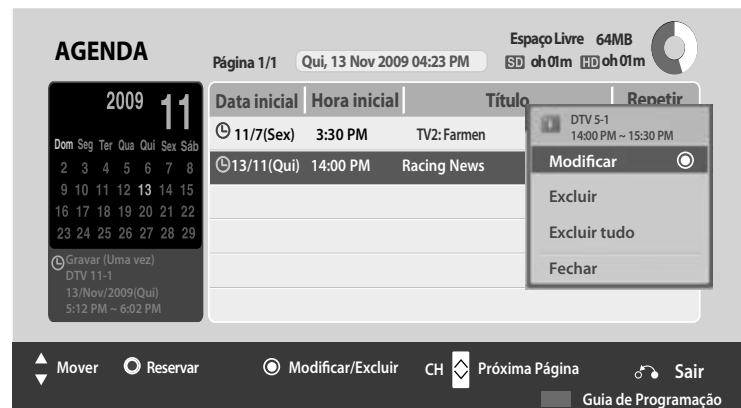 AGENDA
Página 1/1
Qui, 13 Nov 2009 04:23 PM
Espaço Livre 64MB
SD oh 01m HD oh 01m
2009 11
Dom Seg Ter Qua Qui Sex Sáb
2 3 4 5 6 7 8
9 10 11 12 13 14 15
16 17 18 19 20 21 22
23 24 25 26 27 28 29
Gravar (Uma vez)
DTV 11-1
13/Nov/2009(Qui)
5:12 PM ~ 6:02 PM
Data inicial Hora inicial Título Repetir
11/7(Sex) 3:30 PM TV2: Farmen
13/11(Qui) 14:00 PM Racing News
DTV 5-1
14:00 PM ~ 15:30 PM
Modificar
Excluir
Excluir tudo
Fechar
Mover Reservar Modificar/Excluir CH Próxima Página Sair
Guia de Programação